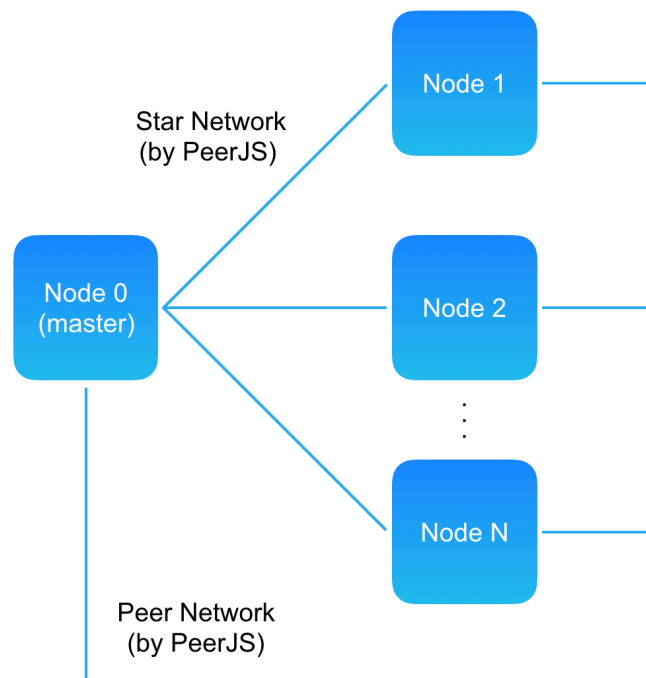 Node 1
Star Network
(by PeerJS)
Node 0
(master)
Node 2
Node N
Peer Network
(by PeerJS)